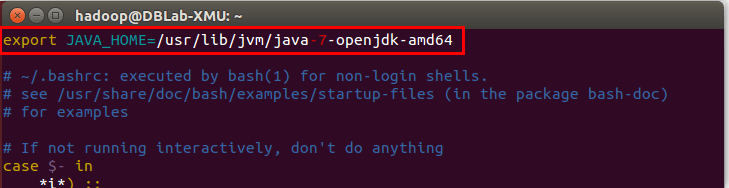 hadoop@DBLab-XMU: ~
export JAVA_HOME=/usr/lib/jvm/java-7-openjdk-amd64
# ~/.bashrc: executed by bash(1) for non-login shells.
# see /usr/share/doc/bash/examples/startup-files (in the package bash-doc)
# for examples
# If not running interactively, don't do anything
case $- in
*i*) ;;